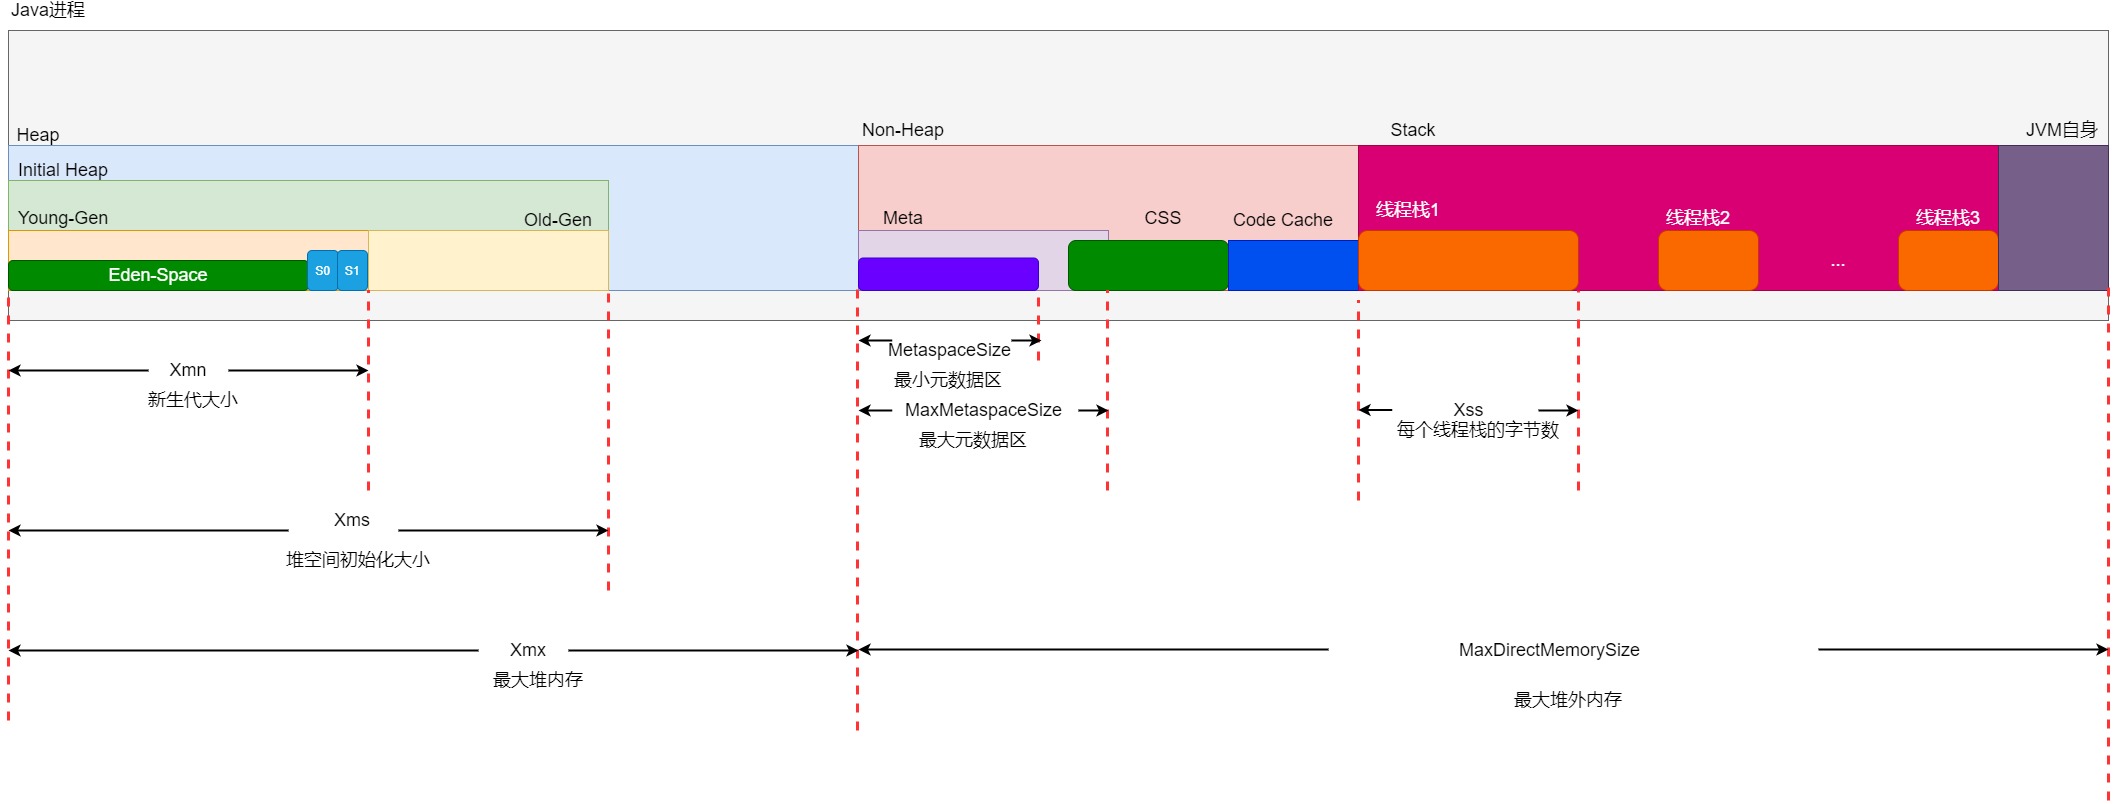 Java进程
Heap
Non-Heap
Stack
JVM自身
Initial Heap
Young-Gen
Old-Gen
Meta
CSS
Code Cache
线程栈1
线程栈2
线程栈3
Eden-Space
S0
S1
...
MetaspaceSize
最小元数据区
Xmn
新生代大小
MaxMetaspaceSize
最大元数据区
Xss
每个线程栈的字节数
Xms
堆空间初始化大小
Xmx
最大堆内存
MaxDirectMemorySize
最大堆外内存